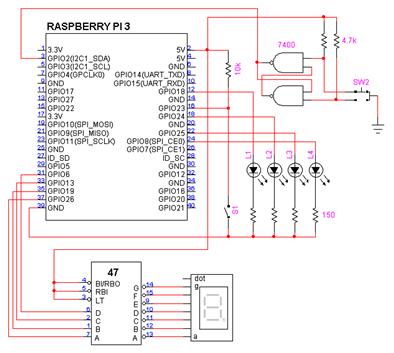 RASPBERRY PI 3
1 3.3V 5V 2
3 GPIO2(I2C1_SDA) 5V 4
5 GPIO3(I2C1_SCL) GND 6
7 GPIO4(GPCLK0) GPIO14(UART_TXD) 8
9 GND GPIO15(UART_RXD) 10
11 GPIO17 GPIO18 12
13 GPIO27 GND 14
15 GPIO22 GPIO23 16
17 3.3V GPIO24 18
19 GPIO10(SPI_MOSI) GND 20
21 GPIO9(SPI_MISO) GPIO25 22
23 GPIO11(SPI_SCLK) GPIO8(SPI_CE0) 24
25 GND GPIO7(SPI_CE1) 26
27 ID_SD ID_SC 28
29 GPIO5 GND 30
31 GPIO6 GPIO12 32
33 GPIO13 GND 34
35 GPIO19 GPIO16 36
37 GPIO26 GPIO20 38
39 GND GPIO21 40
7400
4.7k
10k
SW2
L1 L2 L3 L4
S1
150
47
4 BI/RBO
5 RBI
3 LT
G 14
F 15
E 9
6 D D 10
2 C C 11
1 B B 12
7 A A 13
dot
g
a